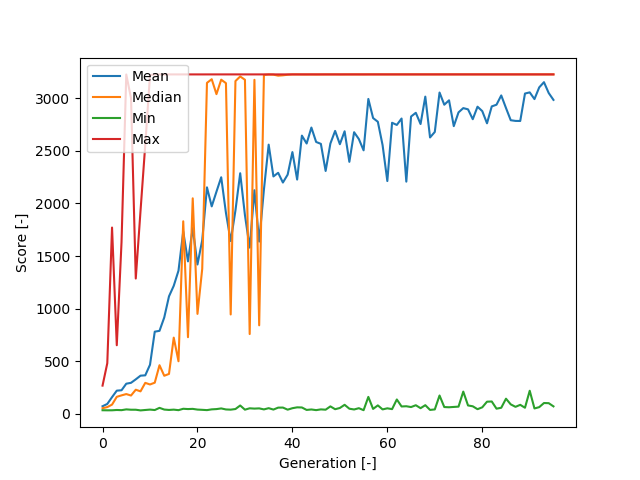 Mean
Median
Min
Max
3000
2500
2000
1500
1000
500
0
Score [-]
0 20 40 60 80
Generation [-]